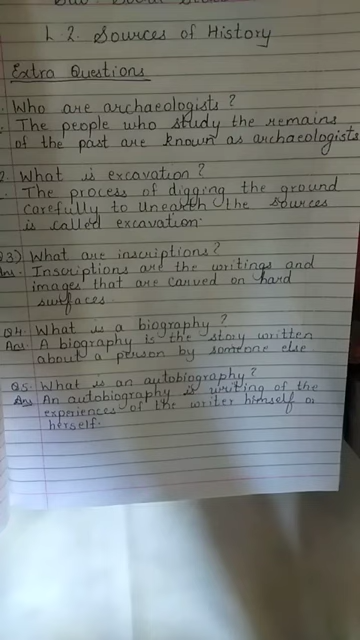 L.2. Sources of History
Extra Questions
Who are archaeologists?
The people who study the remains
of the past are known as archaeologists
2. What is excavation?
The process of digging the ground
carefully to unearth the sources
is called excavation.
Q3) What are inscriptions?
Ans. Inscriptions are the writings and
images that are carved on hard
surfaces.
Q4. What is a biography?
Ans. A biography is the story written
about a person by someone else
Q5. What is an autobiography?
Ans An autobiography is writing of the
experiences of the writer himself or
herself.